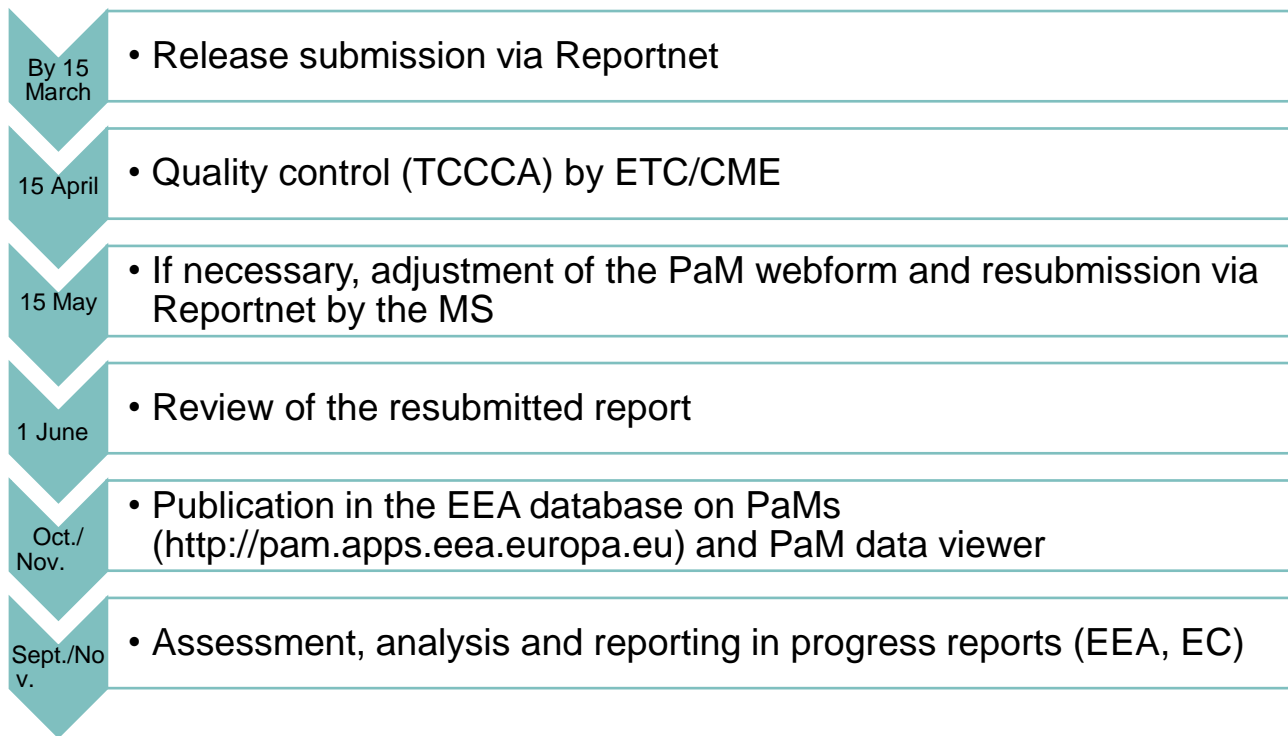 By 15
March
• Release submission via Reportnet
15 April
• Quality control (TCCCA) by ETC/CME
15 May
• If necessary, adjustment of the PaM webform and resubmission via
Reportnet by the MS
1 June
• Review of the resubmitted report
Oct./
Nov.
• Publication in the EEA database on PaMs
(http://pam.apps.eea.europa.eu) and PaM data viewer
Sept./No
v.
• Assessment, analysis and reporting in progress reports (EEA, EC)